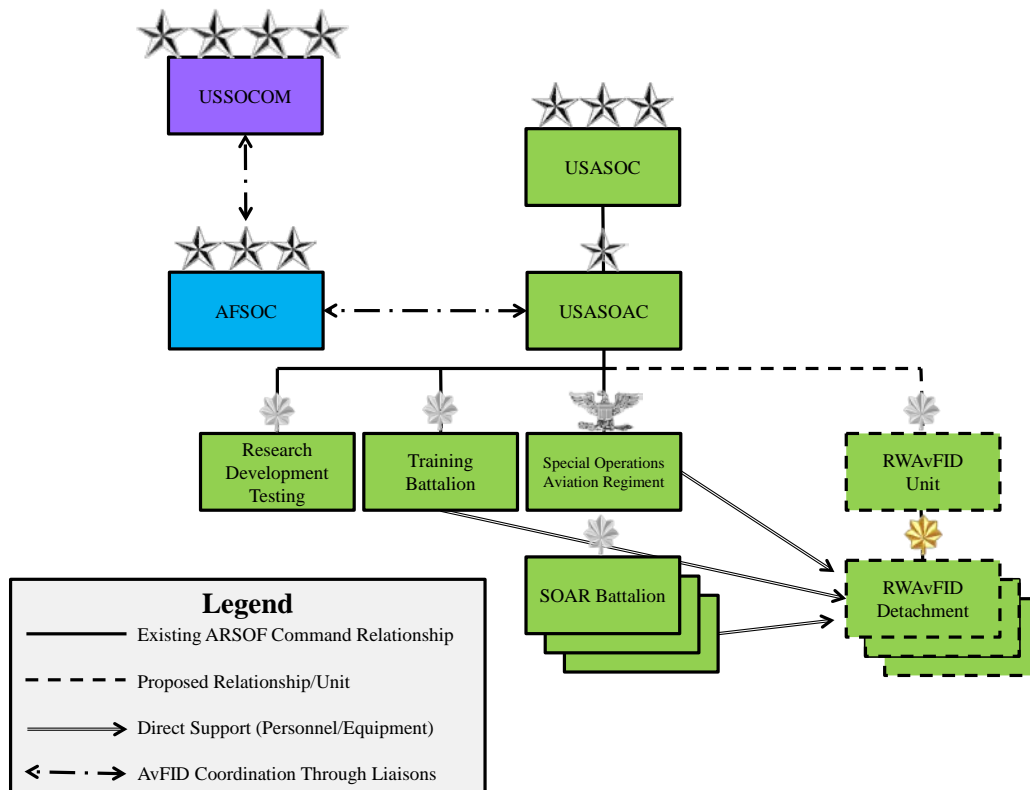 USSOCOM
USASOC
AFSOC
USASOAC
Research
Development
Testing
Training
Battalion
Special Operations
Aviation Regiment
RWAvFID
Unit
SOAR Battalion
RWAvFID
Detachment
Legend
Existing ARSOF Command Relationship
Proposed Relationship/Unit
Direct Support (Personnel/Equipment)
AvFID Coordination Through Liaisons